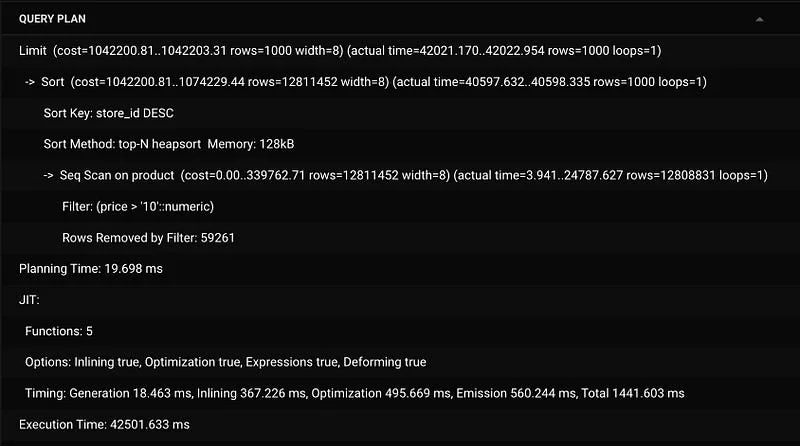 QUERY PLAN
Limit (cost=1042200.81..1042203.31 rows=1000 width=8) (actual time=42021.170..42022.954 rows=1000 loops=1)
-> Sort (cost=1042200.81..1074229.44 rows=12811452 width=8) (actual time=40597.632..40598.335 rows=1000 loops=1)
Sort Key: store_id DESC
Sort Method: top-N heapsort Memory: 128kB
-> Seq Scan on product (cost=0.00..339762.71 rows=12811452 width=8) (actual time=3.941..24787.627 rows=12808831 loops=1)
Filter: (price > '10'::numeric)
Rows Removed by Filter: 59261
Planning Time: 19.698 ms
JIT:
Functions: 5
Options: Inlining true, Optimization true, Expressions true, Deforming true
Timing: Generation 18.463 ms, Inlining 367.226 ms, Optimization 495.669 ms, Emission 560.244 ms, Total 1441.603 ms
Execution Time: 42501.633 ms